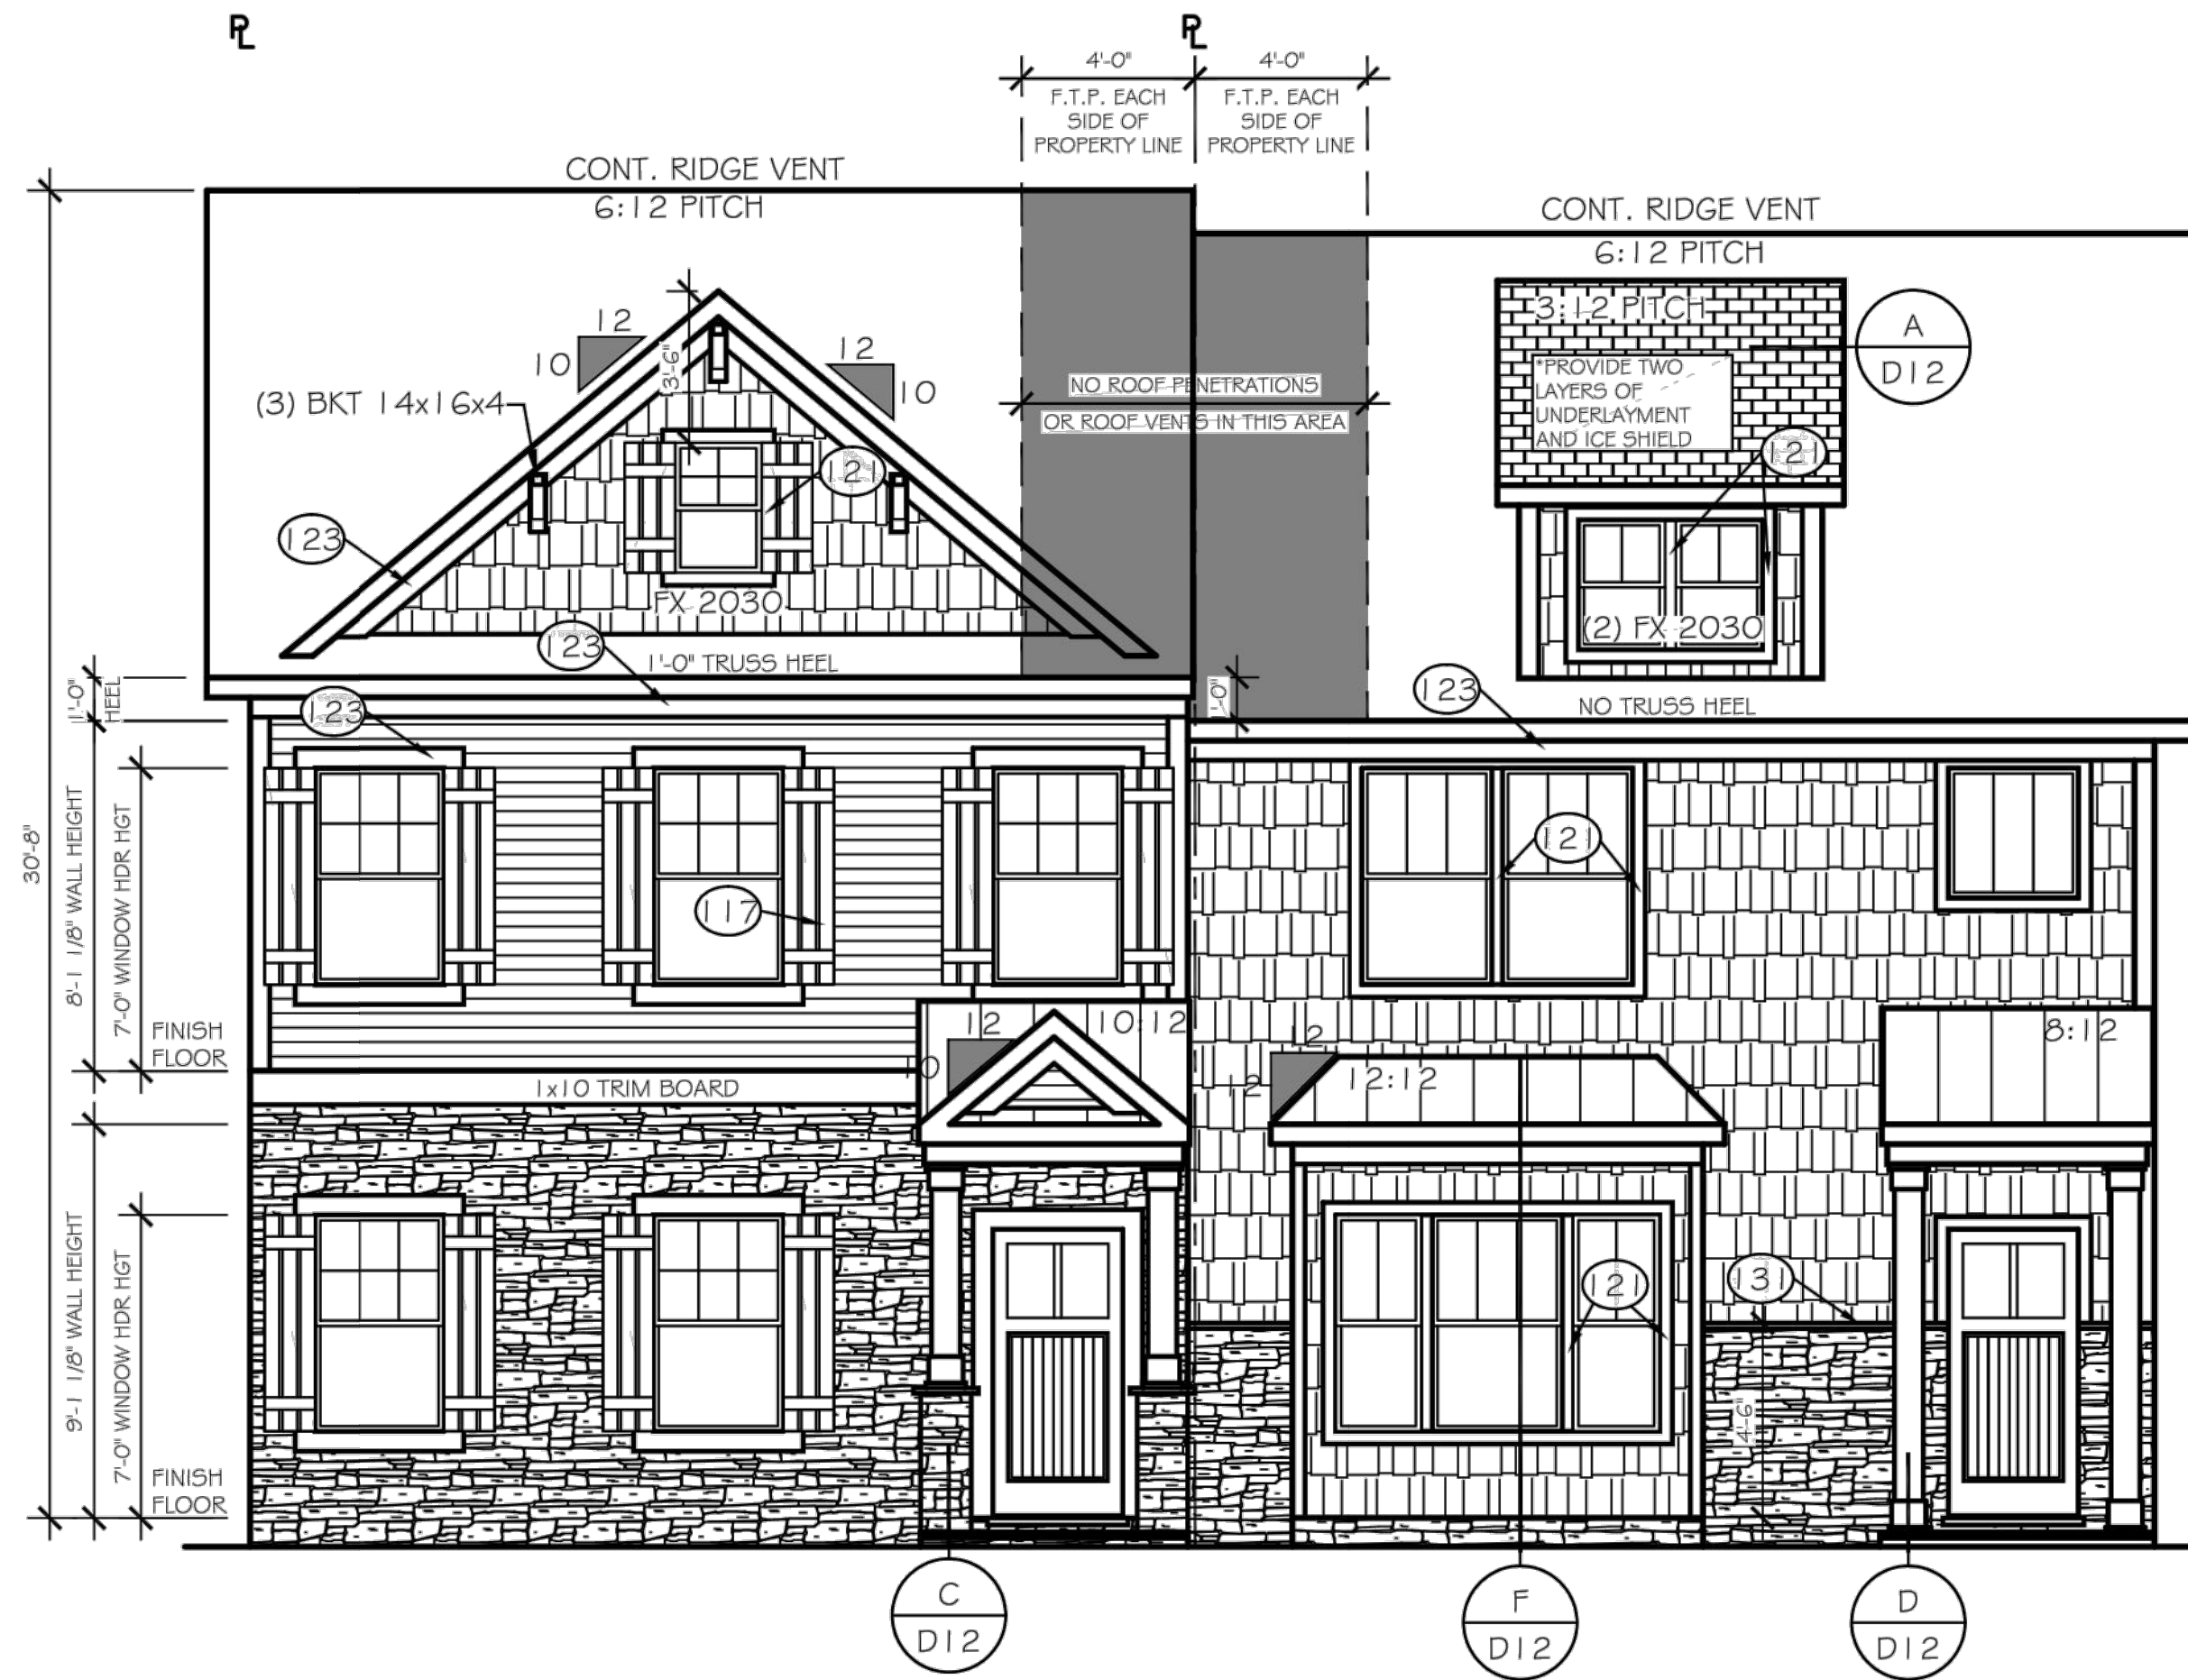 PL
PL
4'-0"
4'-0"
F.T.P. EACH
SIDE OF
PROPERTY LINE
F.T.P. EACH
SIDE OF
PROPERTY LINE
CONT. RIDGE VENT
6:12 PITCH
CONT. RIDGE VENT
6:12 PITCH
3:12 PITCH
A
D12
*PROVIDE TWO
LAYERS OF
UNDERLAYMENT
AND ICE SHIELD
12
10
12
10
3'-6"
(3) BKT 14x16x4
NO ROOF PENETRATIONS
OR ROOF VENTS IN THIS AREA
121
121
123
FX 2030
(2) FX 2030
123
1'-0" TRUSS HEEL
1'-0"
HEEL
123
1'-0"
123
NO TRUSS HEEL
30'-8"
8'-1 1/8" WALL HEIGHT
7'-0" WINDOW HDR HGT
121
117
FINISH
FLOOR
12
10
10:12
12
12
12:12
8:12
1x10 TRIM BOARD
9'-1 1/8" WALL HEIGHT
7'-0" WINDOW HDR HGT
121
131
4'-6"
FINISH
FLOOR
C
D12
F
D12
D
D12